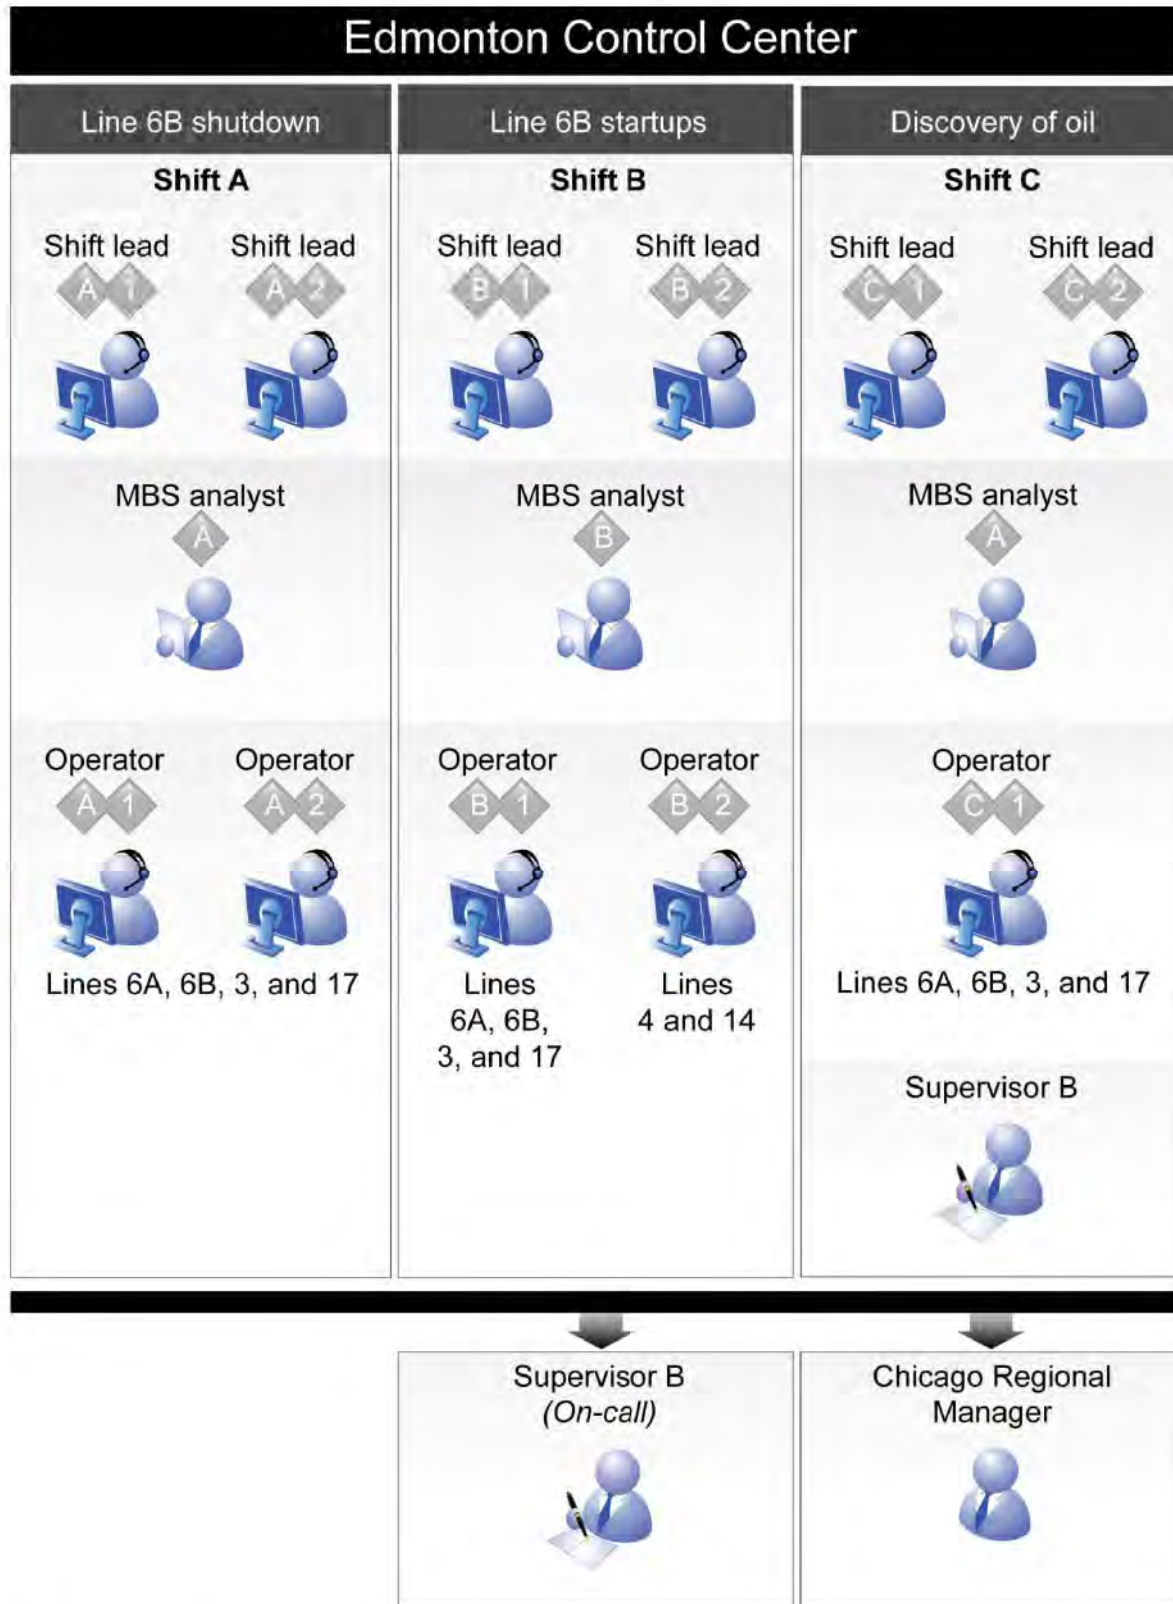 Edmonton Control Center
Line 6B shutdown
Shift A
Shift lead Shift lead
A 1 A 2
MBS analyst
A
Operator Operator
A 1 A 2
Lines 6A, 6B, 3, and 17
Line 6B startups
Shift B
Shift lead Shift lead
B 1 B 2
MBS analyst
B
Operator Operator
B 1 B 2
Lines
6A, 6B,
3, and 17
Lines
4 and 14
Supervisor B
(On-call)
Discovery of oil
Shift C
Shift lead Shift lead
C 1 C 2
MBS analyst
A
Operator
C 1
Lines 6A, 6B, 3, and 17
Supervisor B
Chicago Regional
Manager